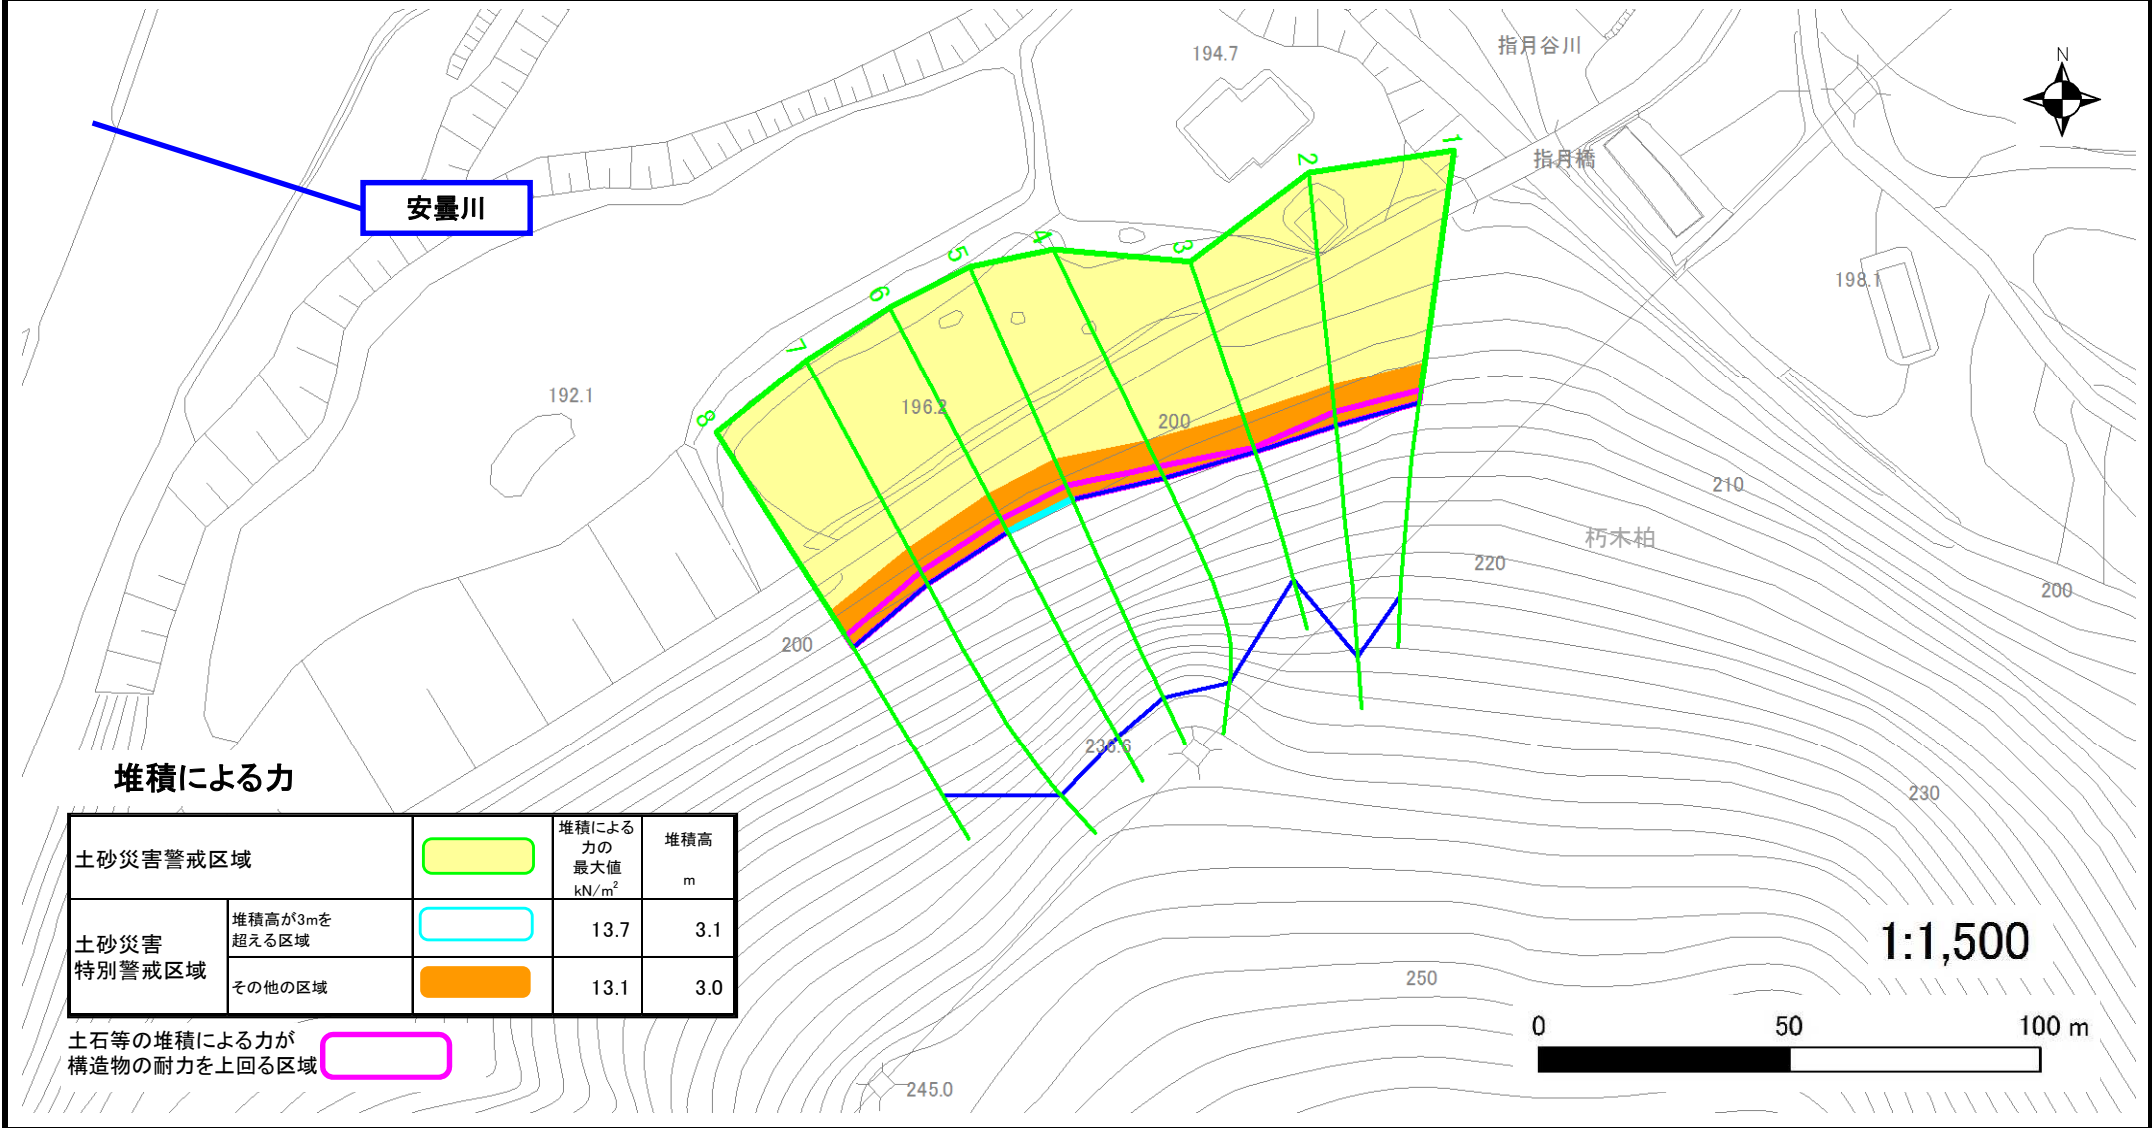 194.7
指月谷川
N
指月橋
安曇川
1
2
3
4
5
6
7
8
198.1
192.1
196.2
200
210
朽木柏
220
200
200
236.6
230
250
245.0
堆積による力
土砂災害警戒区域
堆積による
力の
最大値
kN/m²
堆積高
m
土砂災害
特別警戒区域
堆積高が3mを
超える区域
13.7
3.1
その他の区域
13.1
3.0
土石等の堆積による力が
構造物の耐力を上回る区域
1:1,500
0 50 100 m